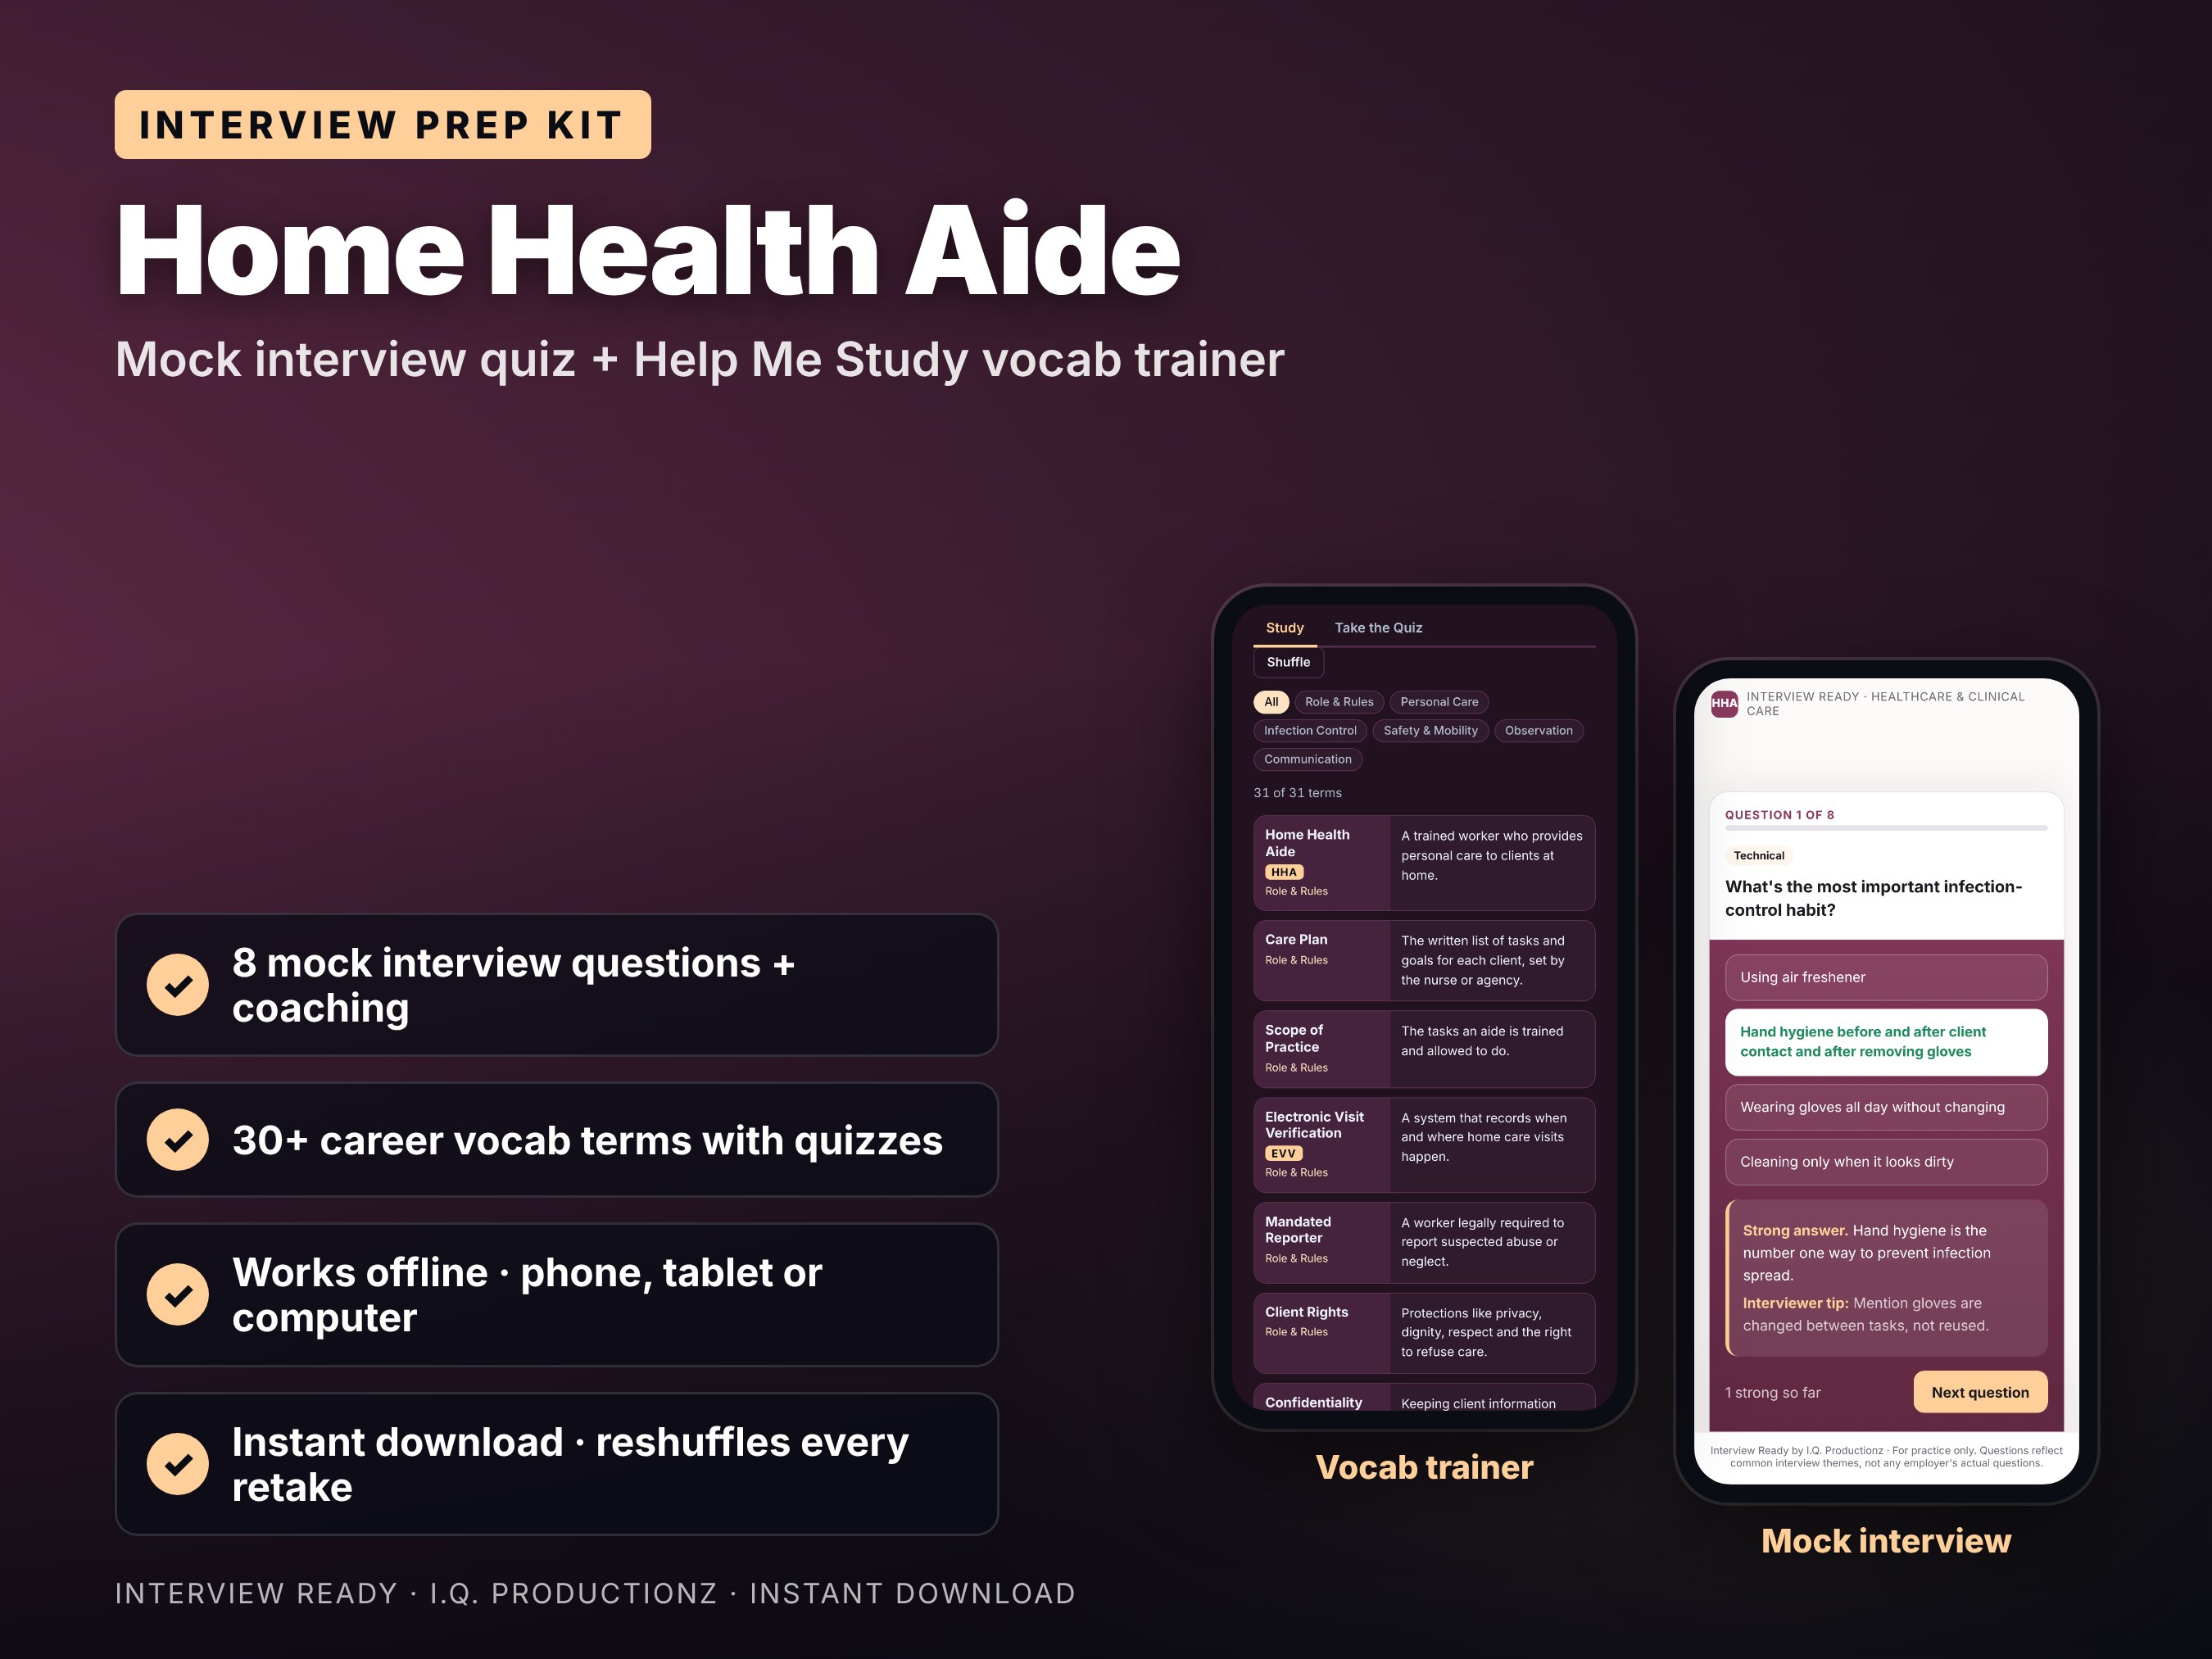 INTERVIEW PREP KIT
Home Health Aide
Mock interview quiz + Help Me Study vocab trainer
8 mock interview questions +
coaching
30+ career vocab terms with quizzes
Works offline · phone, tablet or
computer
Instant download · reshuffles every
retake
INTERVIEW READY · I.Q. PRODUCTIONZ · INSTANT DOWNLOAD
Study Take the Quiz
Shuffle
All Role & Rules Personal Care
Infection Control Safety & Mobility Observation
Communication
31 of 31 terms
Home Health
Aide
HHA
Role & Rules
A trained worker who provides
personal care to clients at
home.
Care Plan
Role & Rules
The written list of tasks and
goals for each client, set by
the nurse or agency.
Scope of
Practice
Role & Rules
The tasks an aide is trained
and allowed to do.
Electronic Visit
Verification
EVV
Role & Rules
A system that records when
and where home care visits
happen.
Mandated
Reporter
Role & Rules
A worker legally required to
report suspected abuse or
neglect.
Client Rights
Role & Rules
Protections like privacy,
dignity, respect and the right
to refuse care.
Confidentiality
Keeping client information
Vocab trainer
HHA
INTERVIEW READY · HEALTHCARE & CLINICAL
CARE
QUESTION 1 OF 8
Technical
What's the most important infection-
control habit?
Using air freshener
Hand hygiene before and after client
contact and after removing gloves
Wearing gloves all day without changing
Cleaning only when it looks dirty
Strong answer. Hand hygiene is the
number one way to prevent infection
spread.
Interviewer tip: Mention gloves are
changed between tasks, not reused.
1 strong so far
Next question
Interview Ready by I.Q. Productionz · For practice only. Questions reflect
common interview themes, not any employer's actual questions.
Mock interview